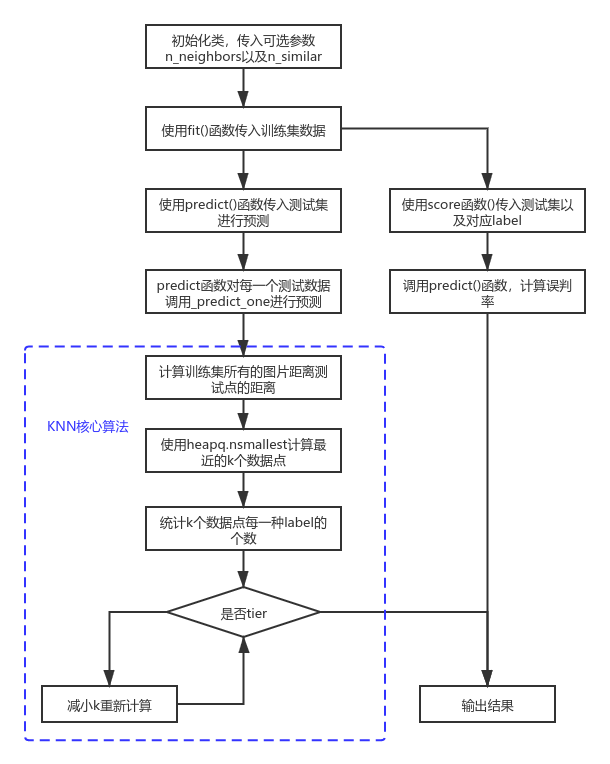 初始化类，传入可选参数
n_neighbors以及n_similar
使用fit()函数传入训练集数据
使用predict()函数传入测试集
进行预测
使用score函数()传入测试集以
及对应label
predict函数对每一个测试数据
调用_predict_one进行预测
调用predict()函数，计算误判
率
计算训练集所有的图片距离测
试点的距离
KNN核心算法
使用heapq.nsmallest计算最
近的k个数据点
统计k个数据点每一种label的
个数
是否tier
减小k重新计算
输出结果